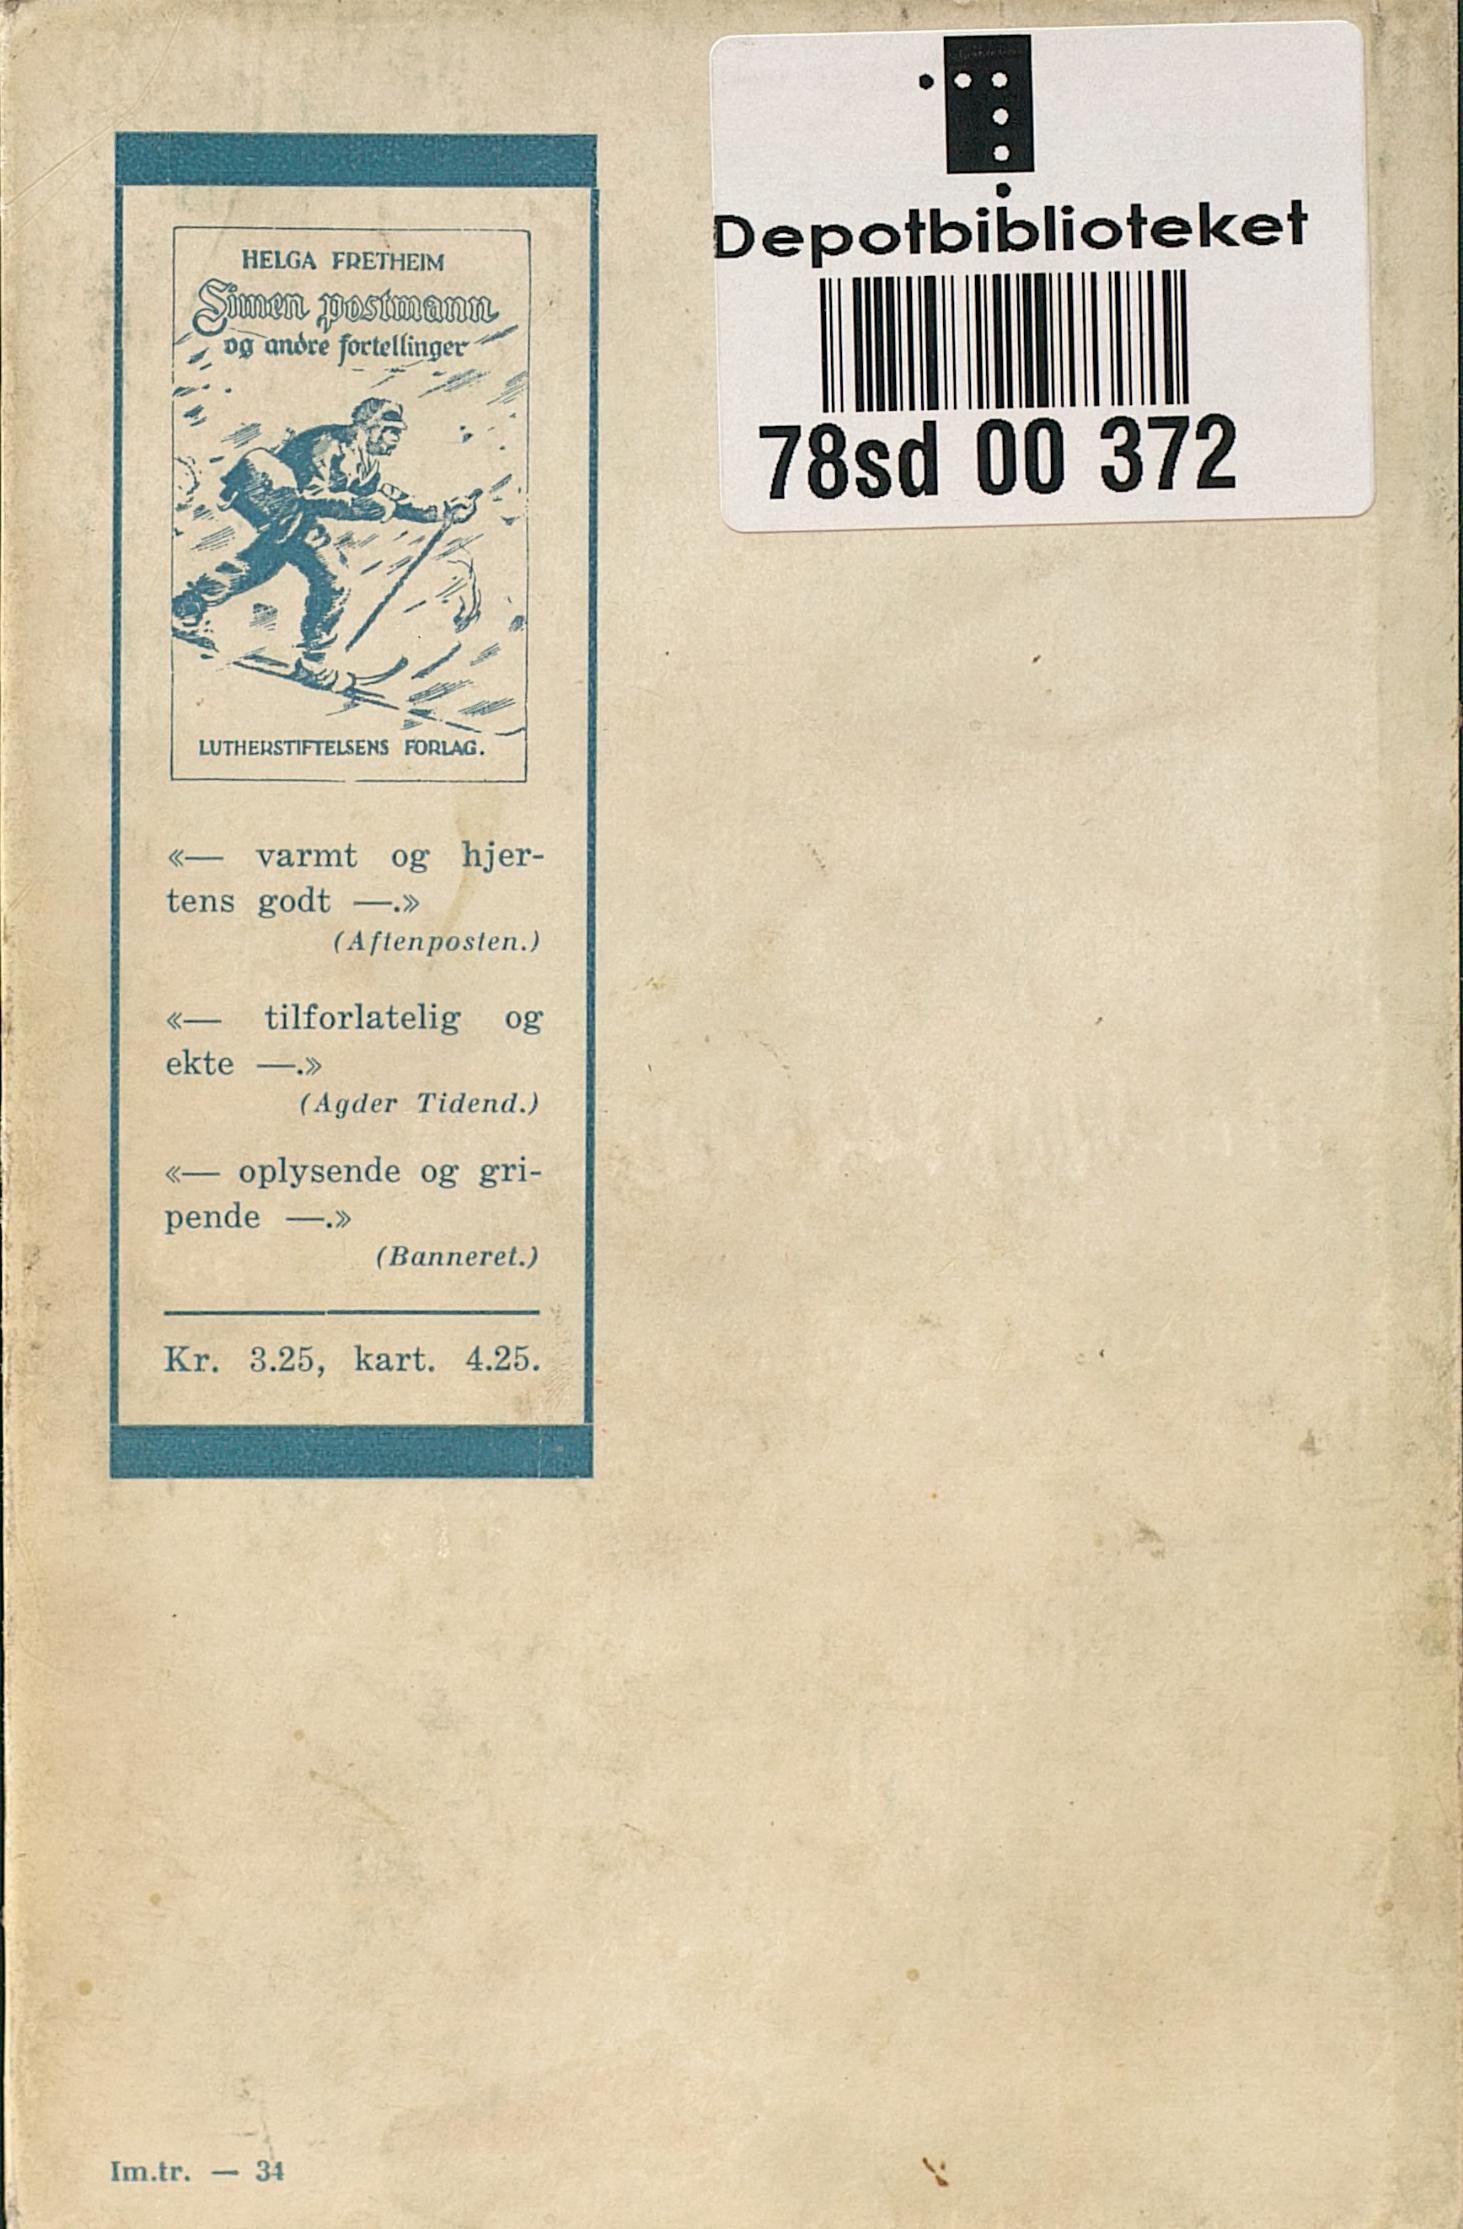 Depotbiblioteket
78sd 00 372
HELGA FRETHEIM
Simen postmann
og andre fortellinger
LUTHERSTIFTELSENS FORLAG.
«— varmt og hjer-
tens godt —.»
(Aftenposten.)
«— tilforlatelig og
ekte —.»
(Agder Tidend.)
«— oplysende og gri-
pende —.»
(Banneret.)
Kr. 3.25, kart. 4.25.
Im.tr. — 34